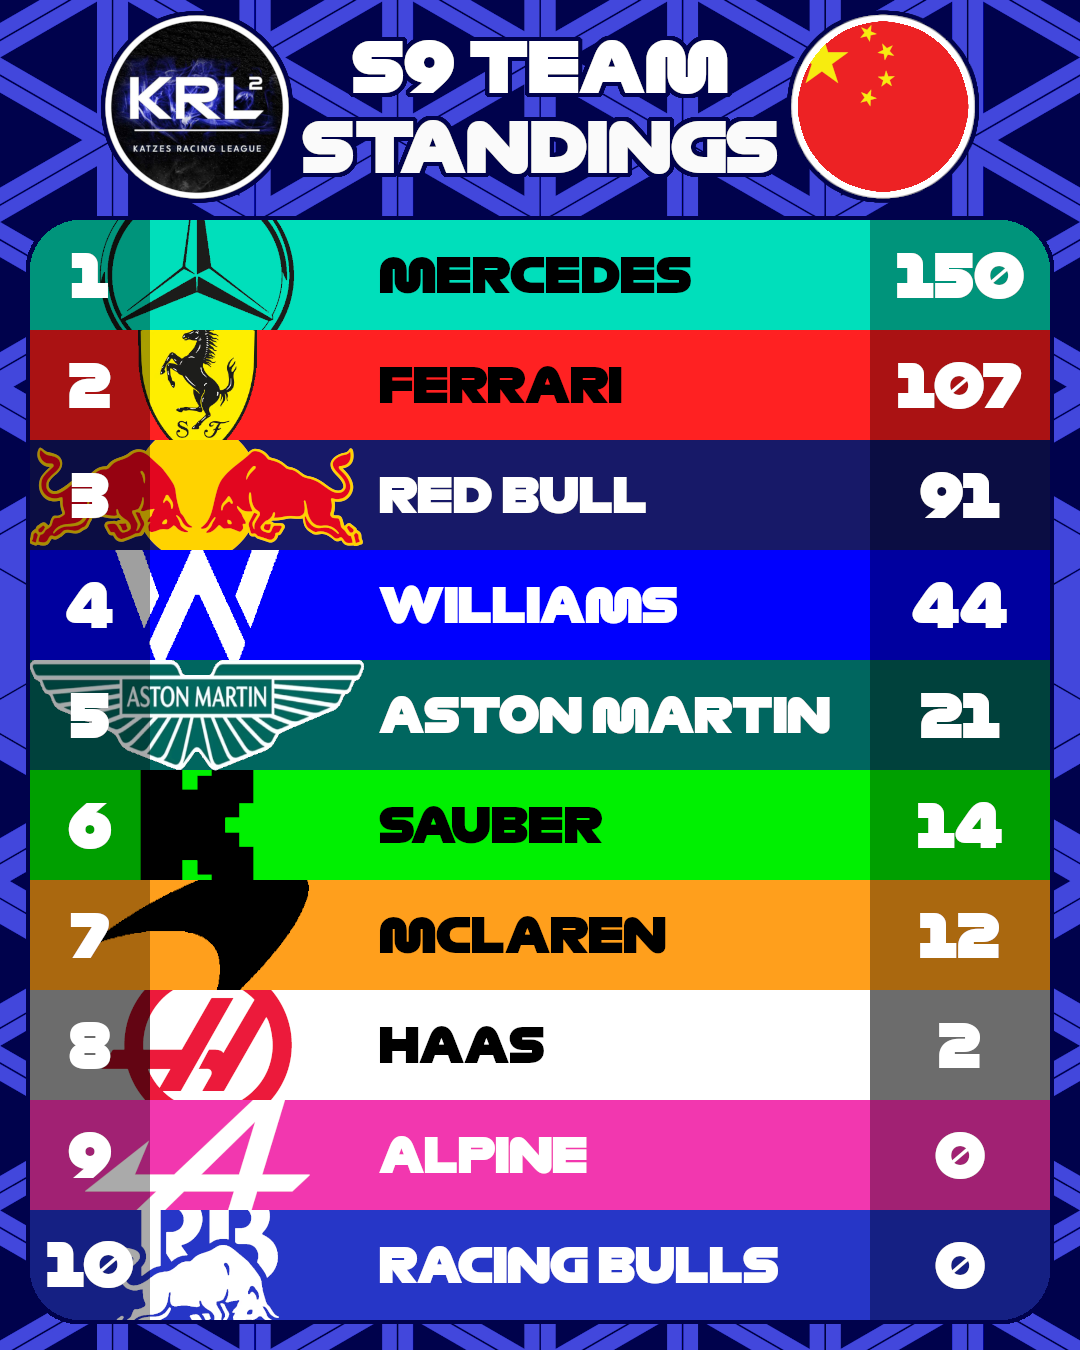 KRL²
KATZES RACING LEAGUE
S9 TEAM
STANDINGS
1 MERCEDES 150
2 S F FERRARI 107
3 RED BULL 91
4 W WILLIAMS 44
5 ASTON MARTIN ASTON MARTIN 21
6 SAUBER 14
7 MCLAREN 12
8 H HAAS 2
9 A ALPINE 0
10 RB RACING BULLS 0